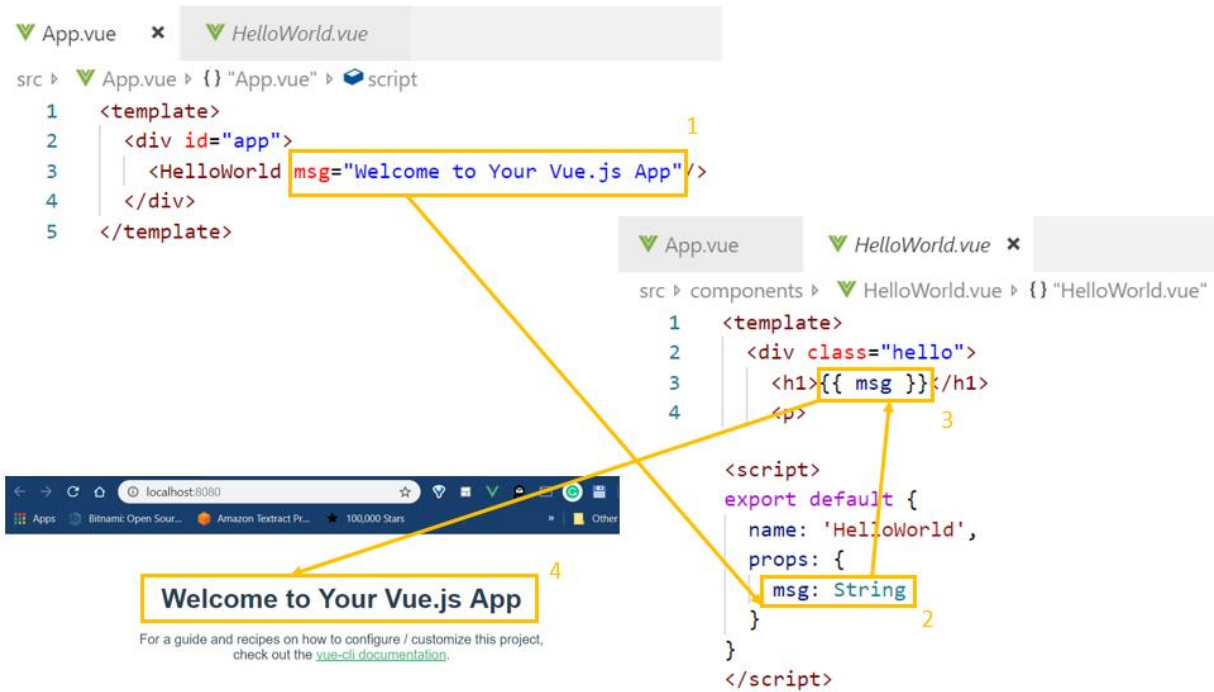 App.vue ×
HelloWorld.vue
src App.vue {} "App.vue" script
1 <template>
2 <div id="app">
3 <HelloWorld msg="Welcome to Your Vue.js App"/>
4 </div>
5 </template>
1
App.vue
HelloWorld.vue ×
src components HelloWorld.vue {} "HelloWorld.vue"
1 <template>
2 <div class="hello">
3 <h1>{{ msg }}</h1>
4 <p>
3
<script>
export default {
name: 'HelloWorld',
props: {
msg: String
2
}
}
</script>
localhost:8080
Apps Bitnami: Open Sour... Amazon Textract Pr... 100,000 Stars » Other
4
Welcome to Your Vue.js App
For a guide and recipes on how to configure / customize this project,
check out the vue-cli documentation.